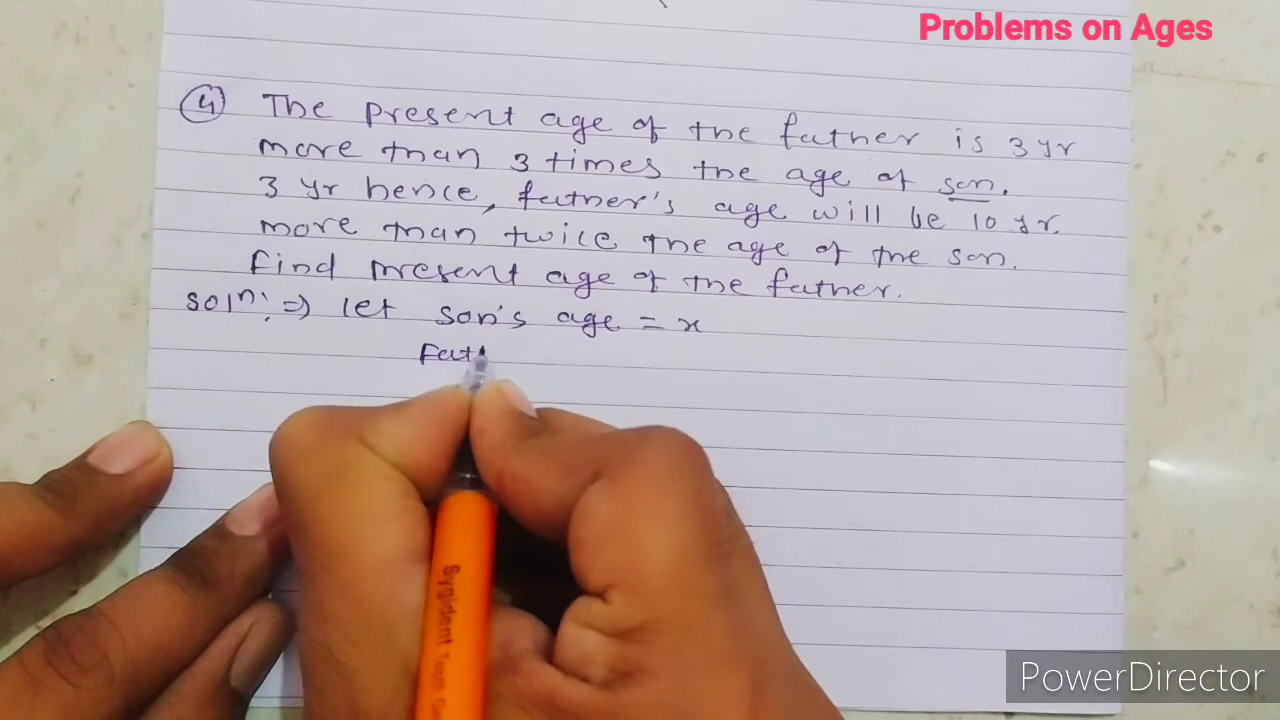 Problems on Ages
4 The present age of the father is 3 yr
more than 3 times the age of son.
3 yr hence, father's age will be 10 yr.
more than twice the age of the son.
Find present age of the father.
soln: => let son's age = x
Fat
Sygident Tooth
PowerDirector